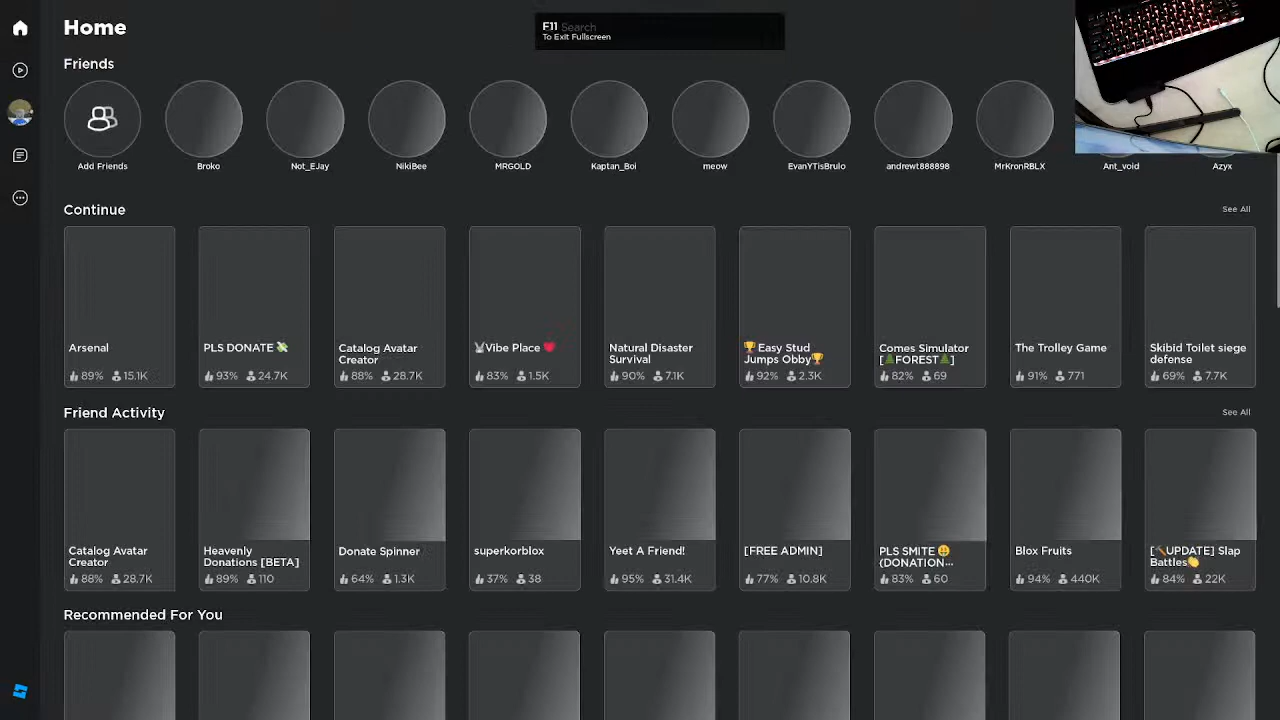 Home
F11 Search
To Exit Fullscreen
Friends
Add Friends
Broko
Not_EJay
NikiBee
MRGOLD
Kaptan_Boi
meow
EvanYTisBruIo
andrewt888898
MrKronRBLX
Ant_void
Azyx
Continue
See All
Arsenal
89% 15.1K
PLS DONATE 💸
93% 24.7K
Catalog Avatar
Creator
88% 28.7K
🐰Vibe Place ❤️
83% 1.5K
Natural Disaster
Survival
90% 7.1K
🏆Easy Stud
Jumps Obby🏆
92% 2.3K
Comes Simulator
[🌲FOREST🌲]
82% 69
The Trolley Game
91% 771
Skibid Toilet siege
defense
69% 7.7K
Friend Activity
See All
Catalog Avatar
Creator
88% 28.7K
Heavenly
Donations [BETA]
89% 110
Donate Spinner
64% 1.3K
superkorblox
37% 38
Yeet A Friend!
95% 31.4K
[FREE ADMIN]
77% 10.8K
PLS SMITE 😃
{DONATION...
83% 60
Blox Fruits
94% 440K
[🔨UPDATE] Slap
Battles👏
84% 22K
Recommended For You